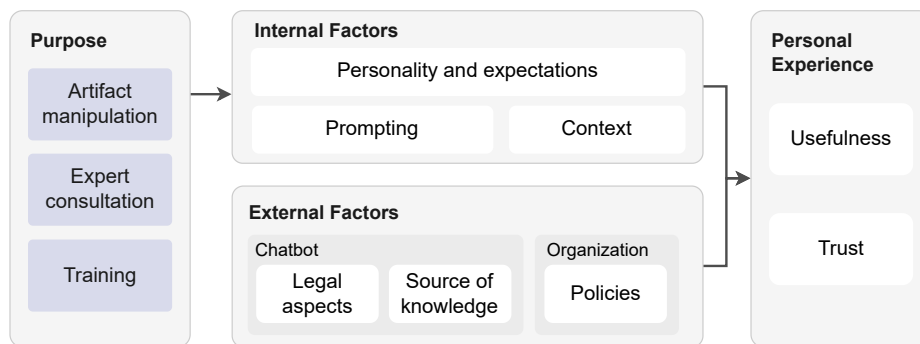 Purpose
Artifact
manipulation
Expert
consultation
Training
Internal Factors
Personality and expectations
Prompting
Context
External Factors
Chatbot
Legal
aspects
Source of
knowledge
Organization
Policies
Personal
Experience
Usefulness
Trust